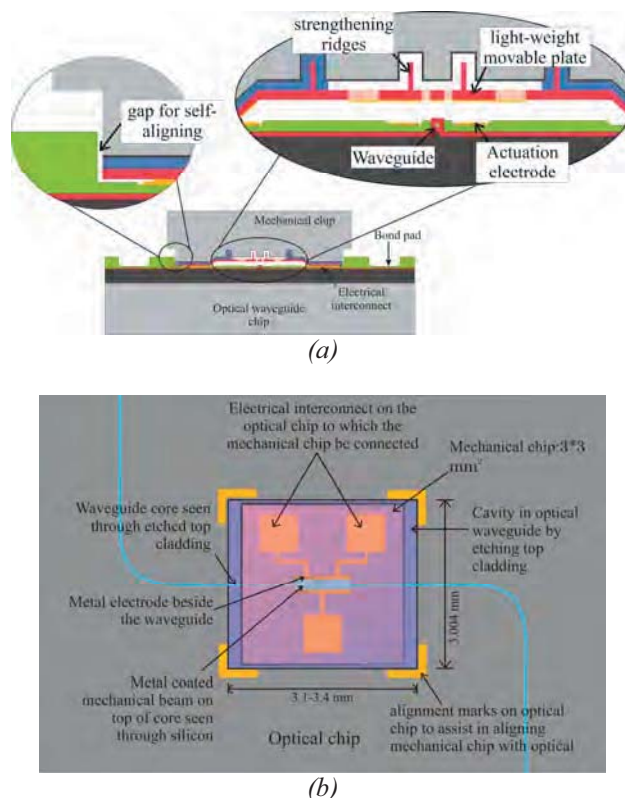 strengthening
ridges
light-weight
movable plate
gap for self-
aligning
Waveguide
Actuation
electrode
Mechanical chip
Bond pad
Electrical
interconnect
Optical waveguide
chip
(a)
Electrical interconnect on the
optical chip to which the
mechanical chip be connected
Mechanical chip:3*3
mm²
Waveguide core seen
through etched top
cladding
Cavity in optical
waveguide by
etching top
cladding
Metal electrode beside
the waveguide
3.004 mm
Metal coated
mechanical beam on
top of core seen
through silicon
3.1-3.4 mm
Optical chip
alignment marks on optical
chip to assist in aligning
mechanical chip with optical
(b)